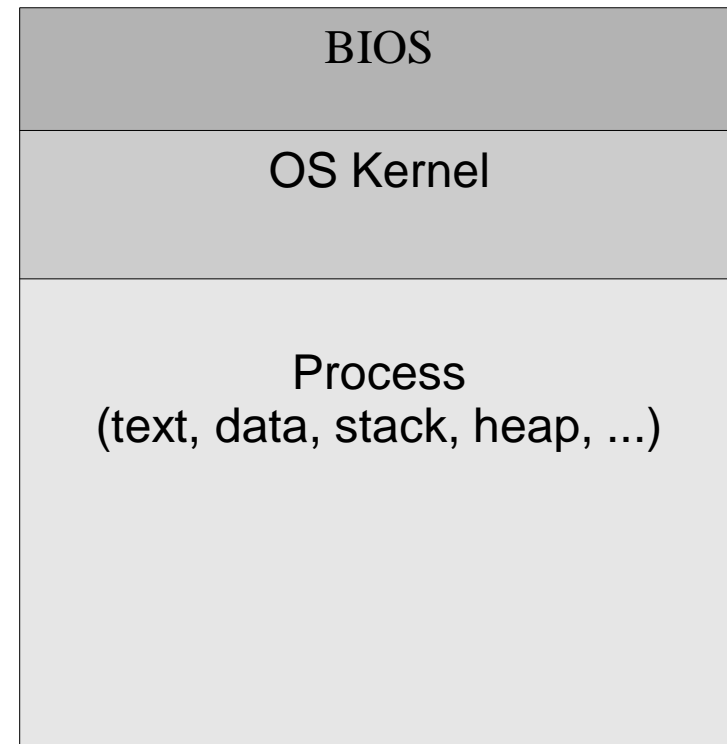 BIOS
OS Kernel
Process
(text, data, stack, heap, ...)